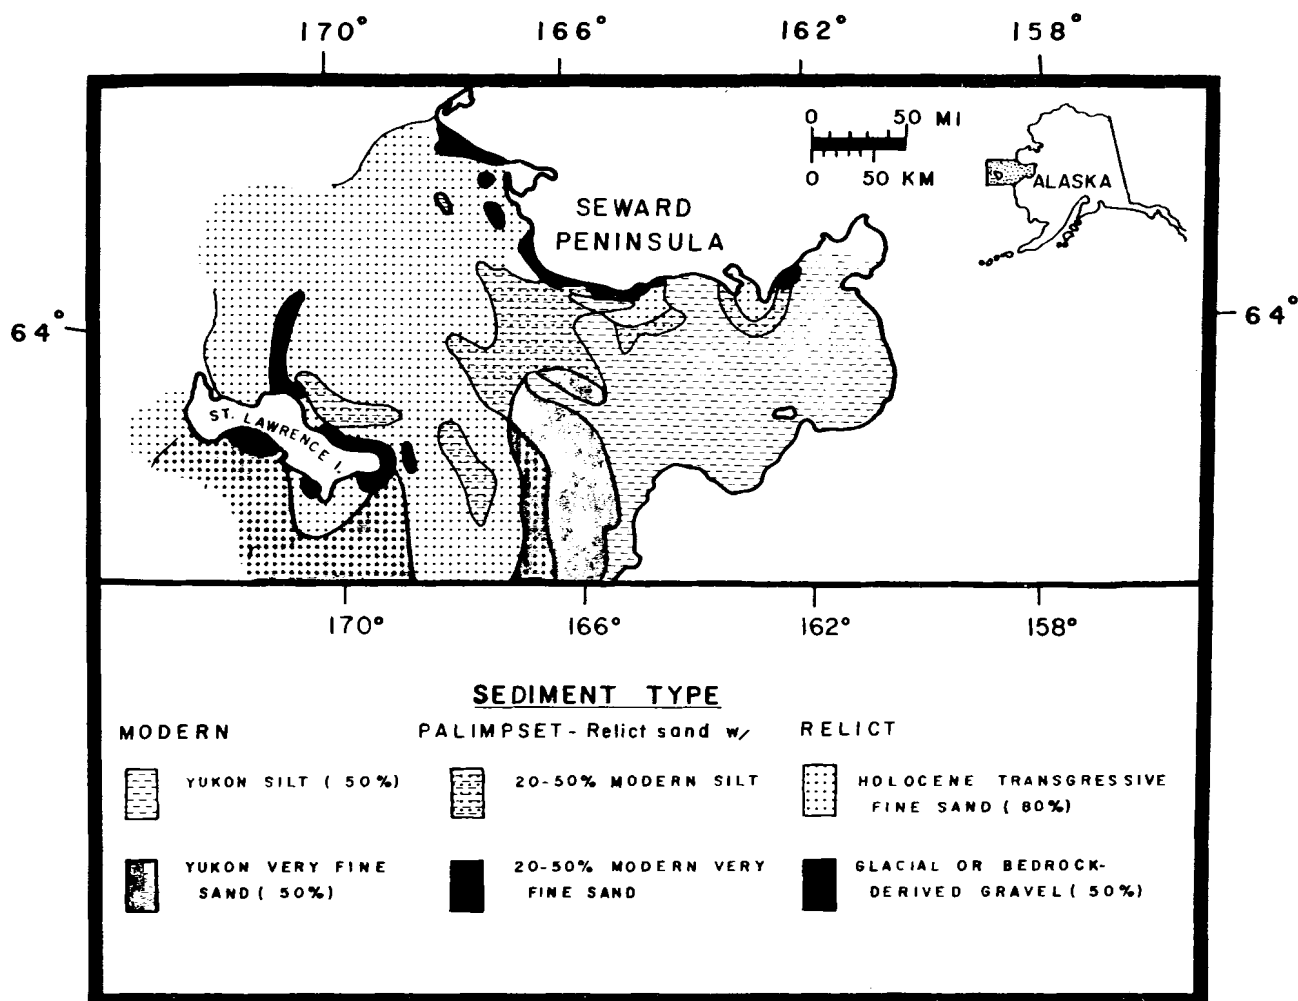 170° 166° 162° 158°
0 50 MI
0 50 KM
ALASKA
SEWARD
PENINSULA
64° 64°
ST. LAWRENCE I.
170° 166° 162° 158°
SEDIMENT TYPE
MODERN PALIMPSET - Relict sand w/ RELICT
YUKON SILT ( 50%) 20-50% MODERN SILT HOLOCENE TRANSGRESSIVE
FINE SAND ( 80%)
YUKON VERY FINE 20-50% MODERN VERY GLACIAL OR BEDROCK-
SAND ( 50%) FINE SAND DERIVED GRAVEL ( 50%)